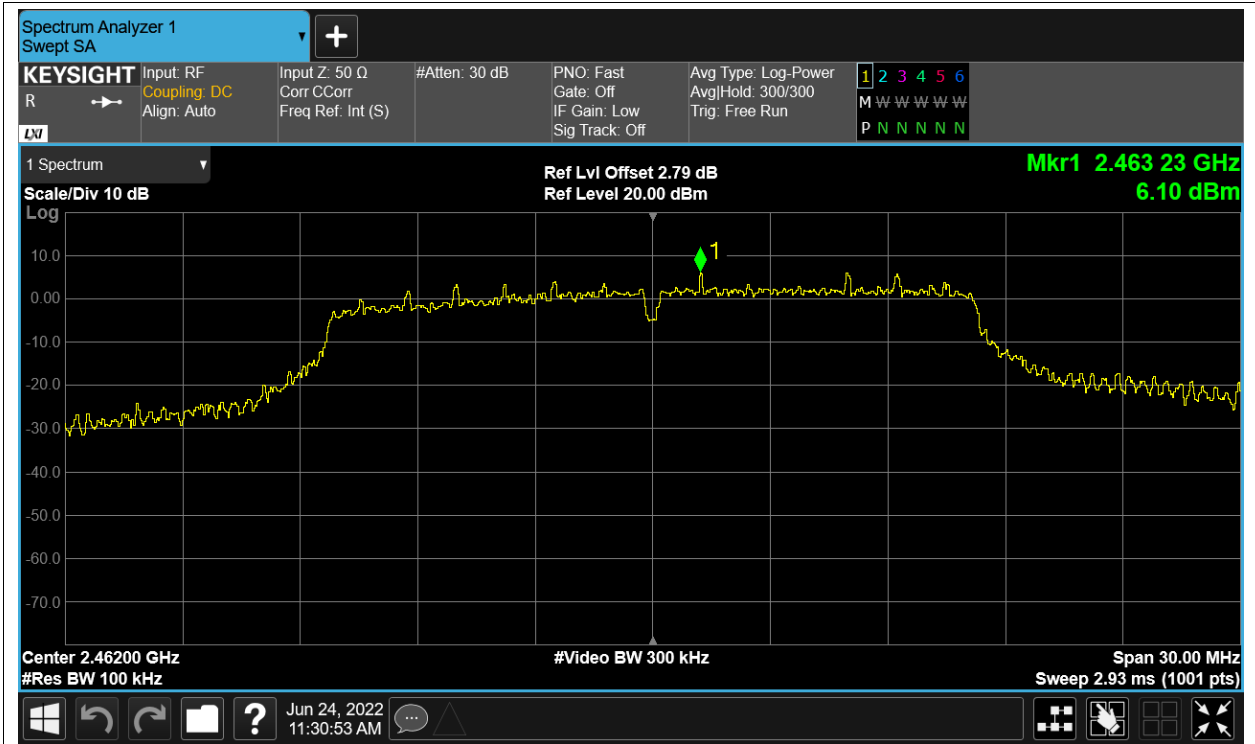 Spectrum Analyzer 1
Swept SA
+
KEYSIGHT
R
LXI
Input: RF
Coupling: DC
Align: Auto
Input Z: 50 Ω
Corr CCorr
Freq Ref: Int (S)
#Atten: 30 dB
PNO: Fast
Gate: Off
IF Gain: Low
Sig Track: Off
Avg Type: Log-Power
Avg|Hold: 300/300
Trig: Free Run
1 2 3 4 5 6
M W W W W W
P N N N N N
1 Spectrum
Scale/Div 10 dB
Ref Lvl Offset 2.79 dB
Ref Level 20.00 dBm
Mkr1 2.463 23 GHz
6.10 dBm
Log
1
10.0
0.00
-10.0
-20.0
-30.0
-40.0
-50.0
-60.0
-70.0
Center 2.46200 GHz
#Video BW 300 kHz
Span 30.00 MHz
#Res BW 100 kHz
Sweep 2.93 ms (1001 pts)
?
Jun 24, 2022
11:30:53 AM